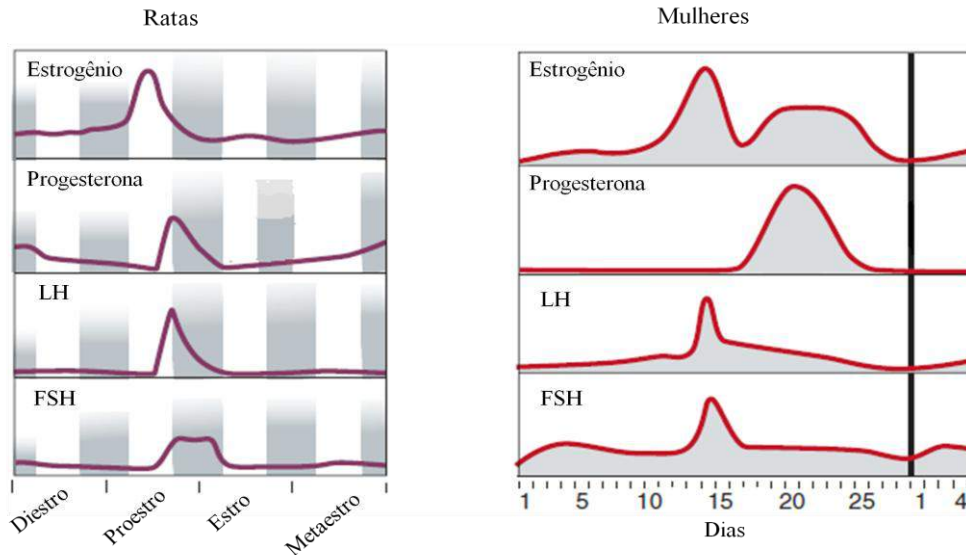 Ratas
Estrogênio
Progesterona
LH
FSH
Diestro
Proestro
Estro
Metaestro
Mulheres
Estrogênio
Progesterona
LH
FSH
1 5 10 15 20 25 1 4
Dias